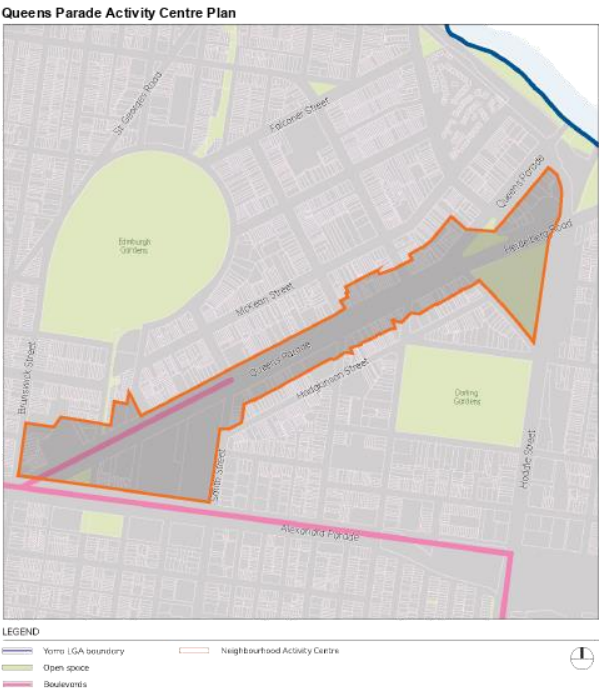 Queens Parade Activity Centre Plan
St Georges Road
Falconer Street
Queens Parade
Heidelberg Road
Edinburgh
Gardens
McKean Street
Queens Parade
Hodgkinson Street
Brunswick Street
Darling
Gardens
Smith Street
Hoddle Street
Alexandra Parade
LEGEND
Yarra LGA boundary
Neighbourhood Activity Centre
Open space
Boulevards